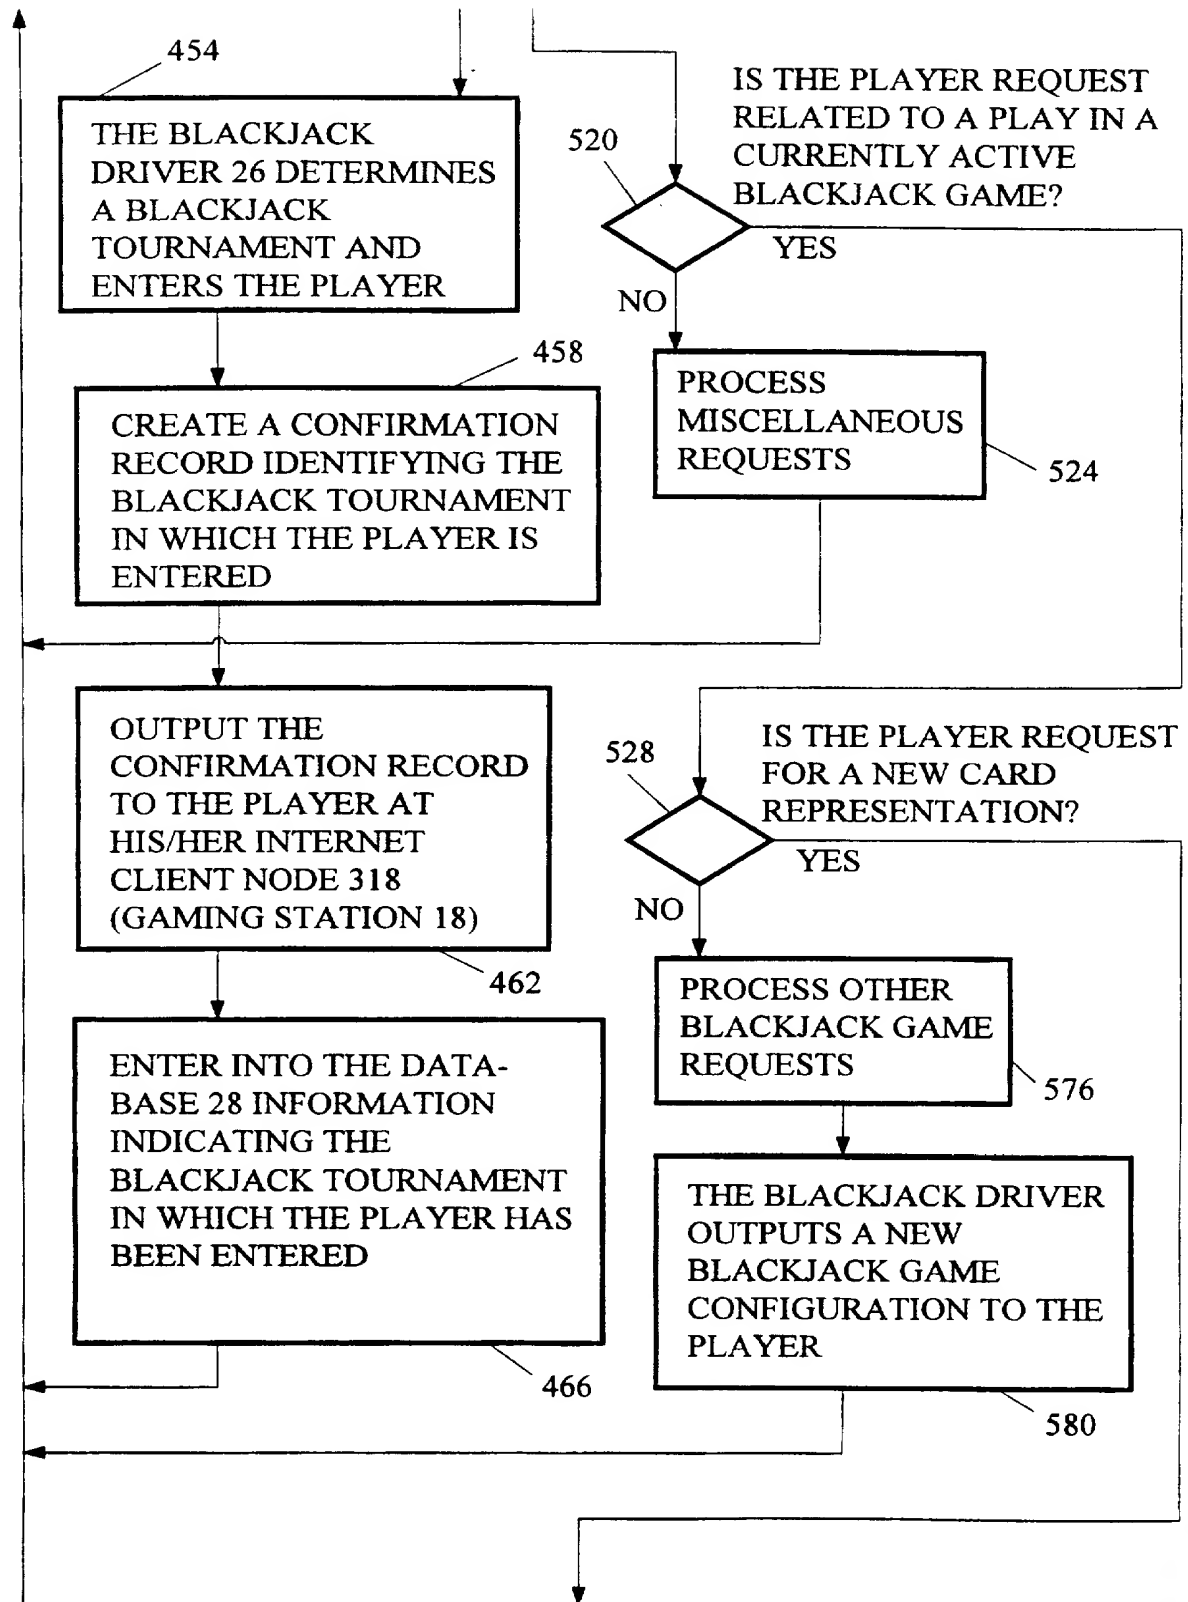 454
THE BLACKJACK
DRIVER 26 DETERMINES
A BLACKJACK
TOURNAMENT AND
ENTERS THE PLAYER
458
CREATE A CONFIRMATION
RECORD IDENTIFYING THE
BLACKJACK TOURNAMENT
IN WHICH THE PLAYER IS
ENTERED
OUTPUT THE
CONFIRMATION RECORD
TO THE PLAYER AT
HIS/HER INTERNET
CLIENT NODE 318
(GAMING STATION 18)
462
ENTER INTO THE DATA-
BASE 28 INFORMATION
INDICATING THE
BLACKJACK TOURNAMENT
IN WHICH THE PLAYER HAS
BEEN ENTERED
466
IS THE PLAYER REQUEST
RELATED TO A PLAY IN A
CURRENTLY ACTIVE
BLACKJACK GAME?
520
YES
NO
PROCESS
MISCELLANEOUS
REQUESTS
524
IS THE PLAYER REQUEST
FOR A NEW CARD
REPRESENTATION?
528
YES
NO
PROCESS OTHER
BLACKJACK GAME
REQUESTS
576
THE BLACKJACK DRIVER
OUTPUTS A NEW
BLACKJACK GAME
CONFIGURATION TO THE
PLAYER
580